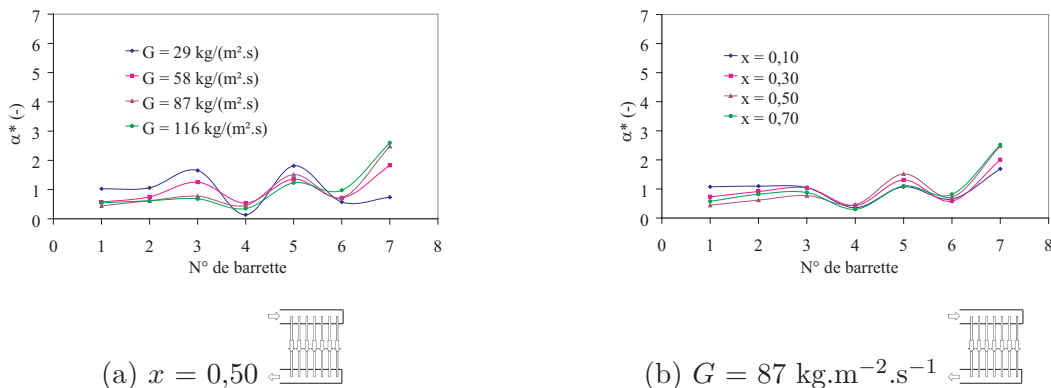 7
6
5
4
3
2
1
0
α* (-)
G = 29 kg/(m².s)
G = 58 kg/(m².s)
G = 87 kg/(m².s)
G = 116 kg/(m².s)
0 1 2 3 4 5 6 7 8
N° de barrette
(a) x = 0,50
7
6
5
4
3
2
1
0
α* (-)
x = 0,10
x = 0,30
x = 0,50
x = 0,70
0 1 2 3 4 5 6 7 8
N° de barrette
(b) G = 87 kg.m⁻².s⁻¹